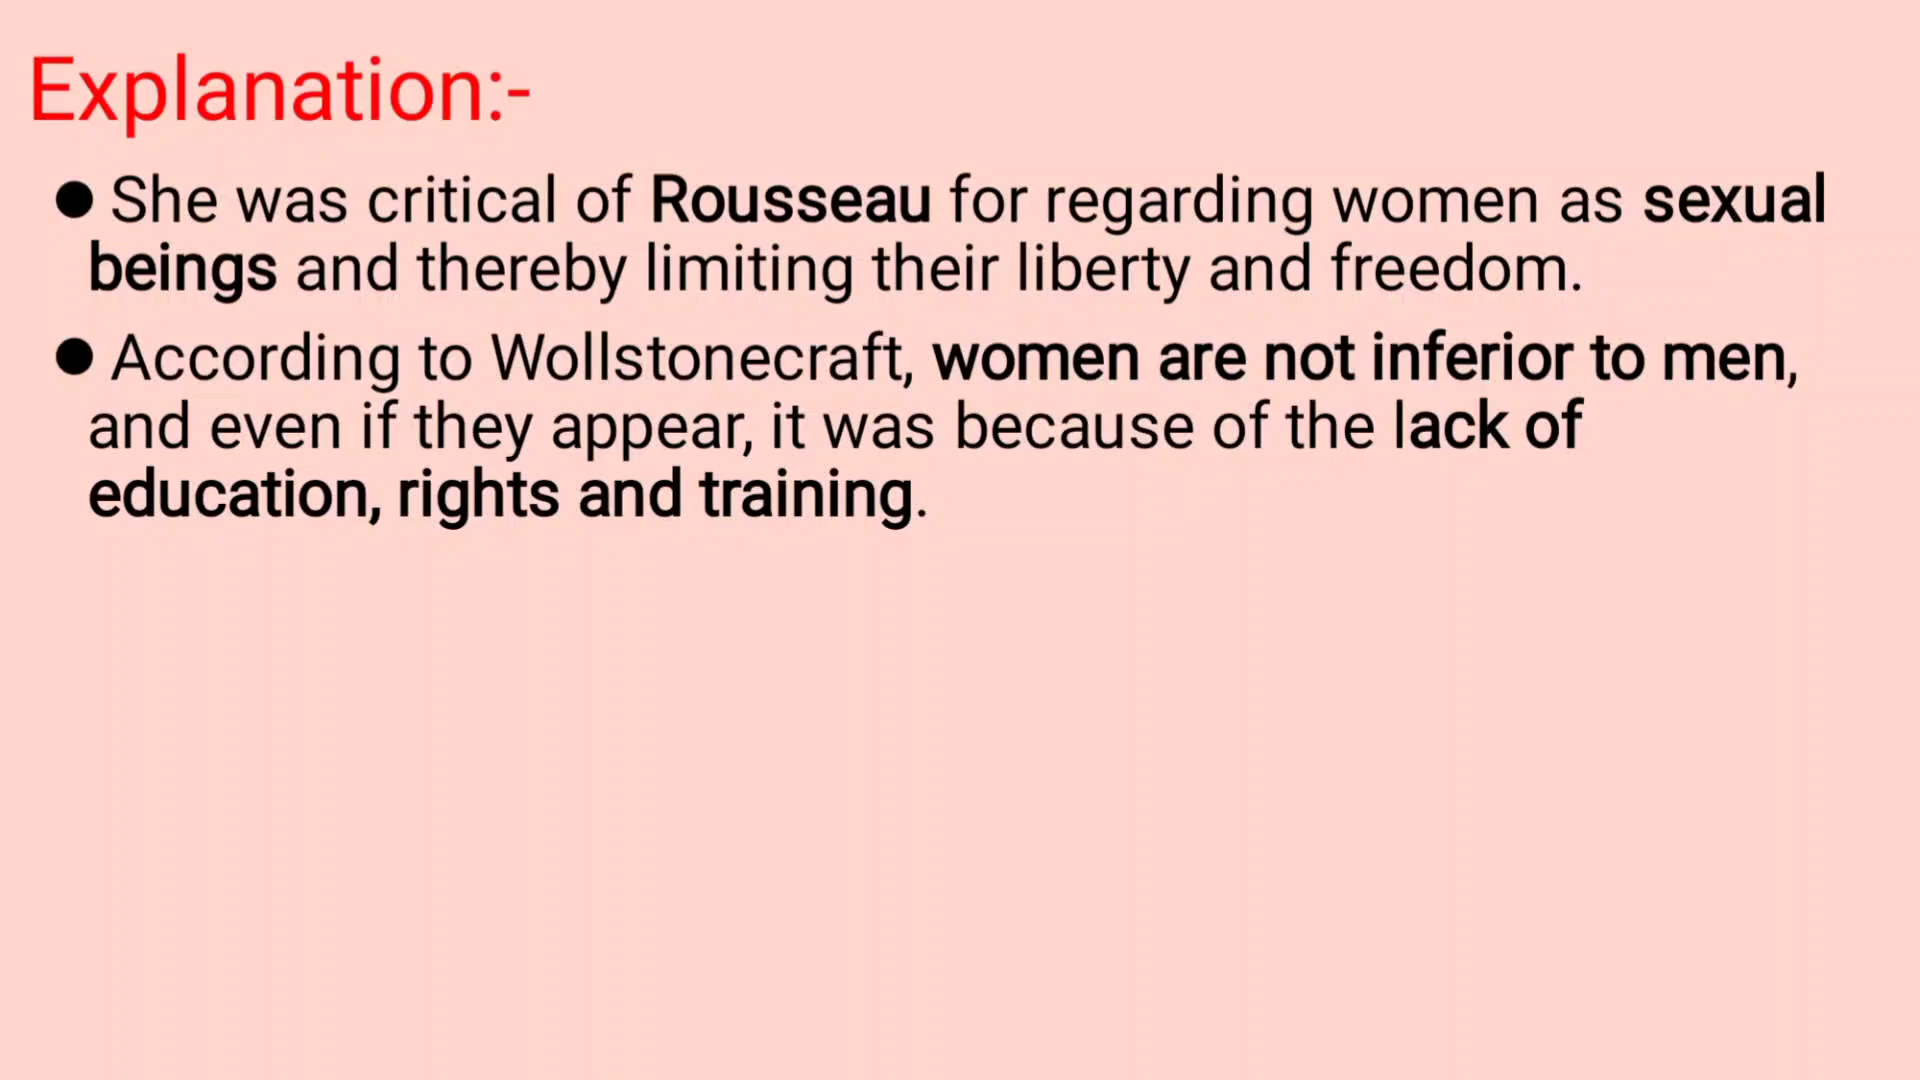 Explanation:-
● She was critical of Rousseau for regarding women as sexual
beings and thereby limiting their liberty and freedom.
● According to Wollstonecraft, women are not inferior to men,
and even if they appear, it was because of the lack of
education, rights and training.